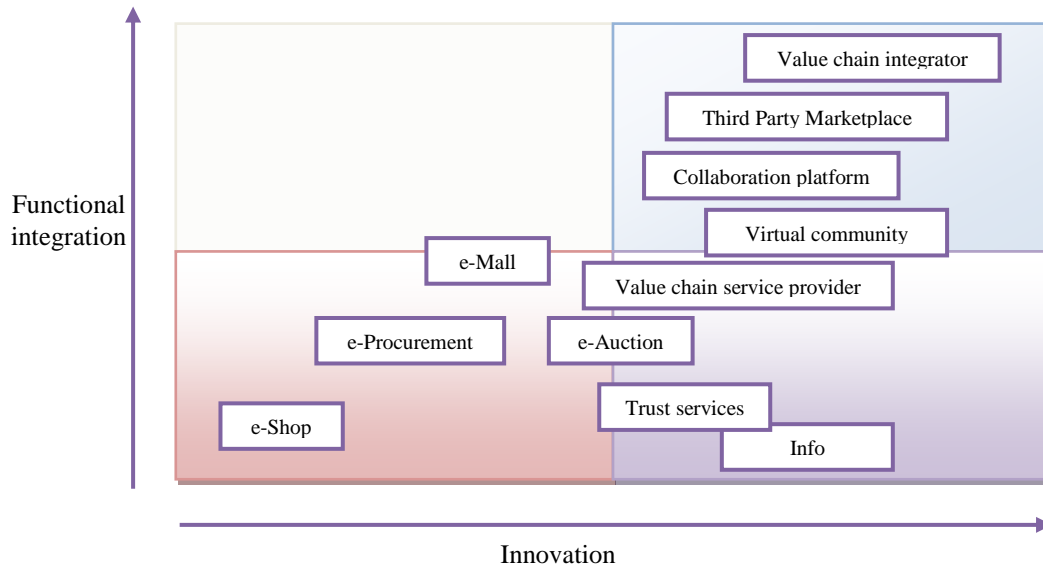 Value chain integrator
Third Party Marketplace
Collaboration platform
Functional
integration
Virtual community
e-Mall
Value chain service provider
e-Procurement
e-Auction
Trust services
e-Shop
Info
Innovation